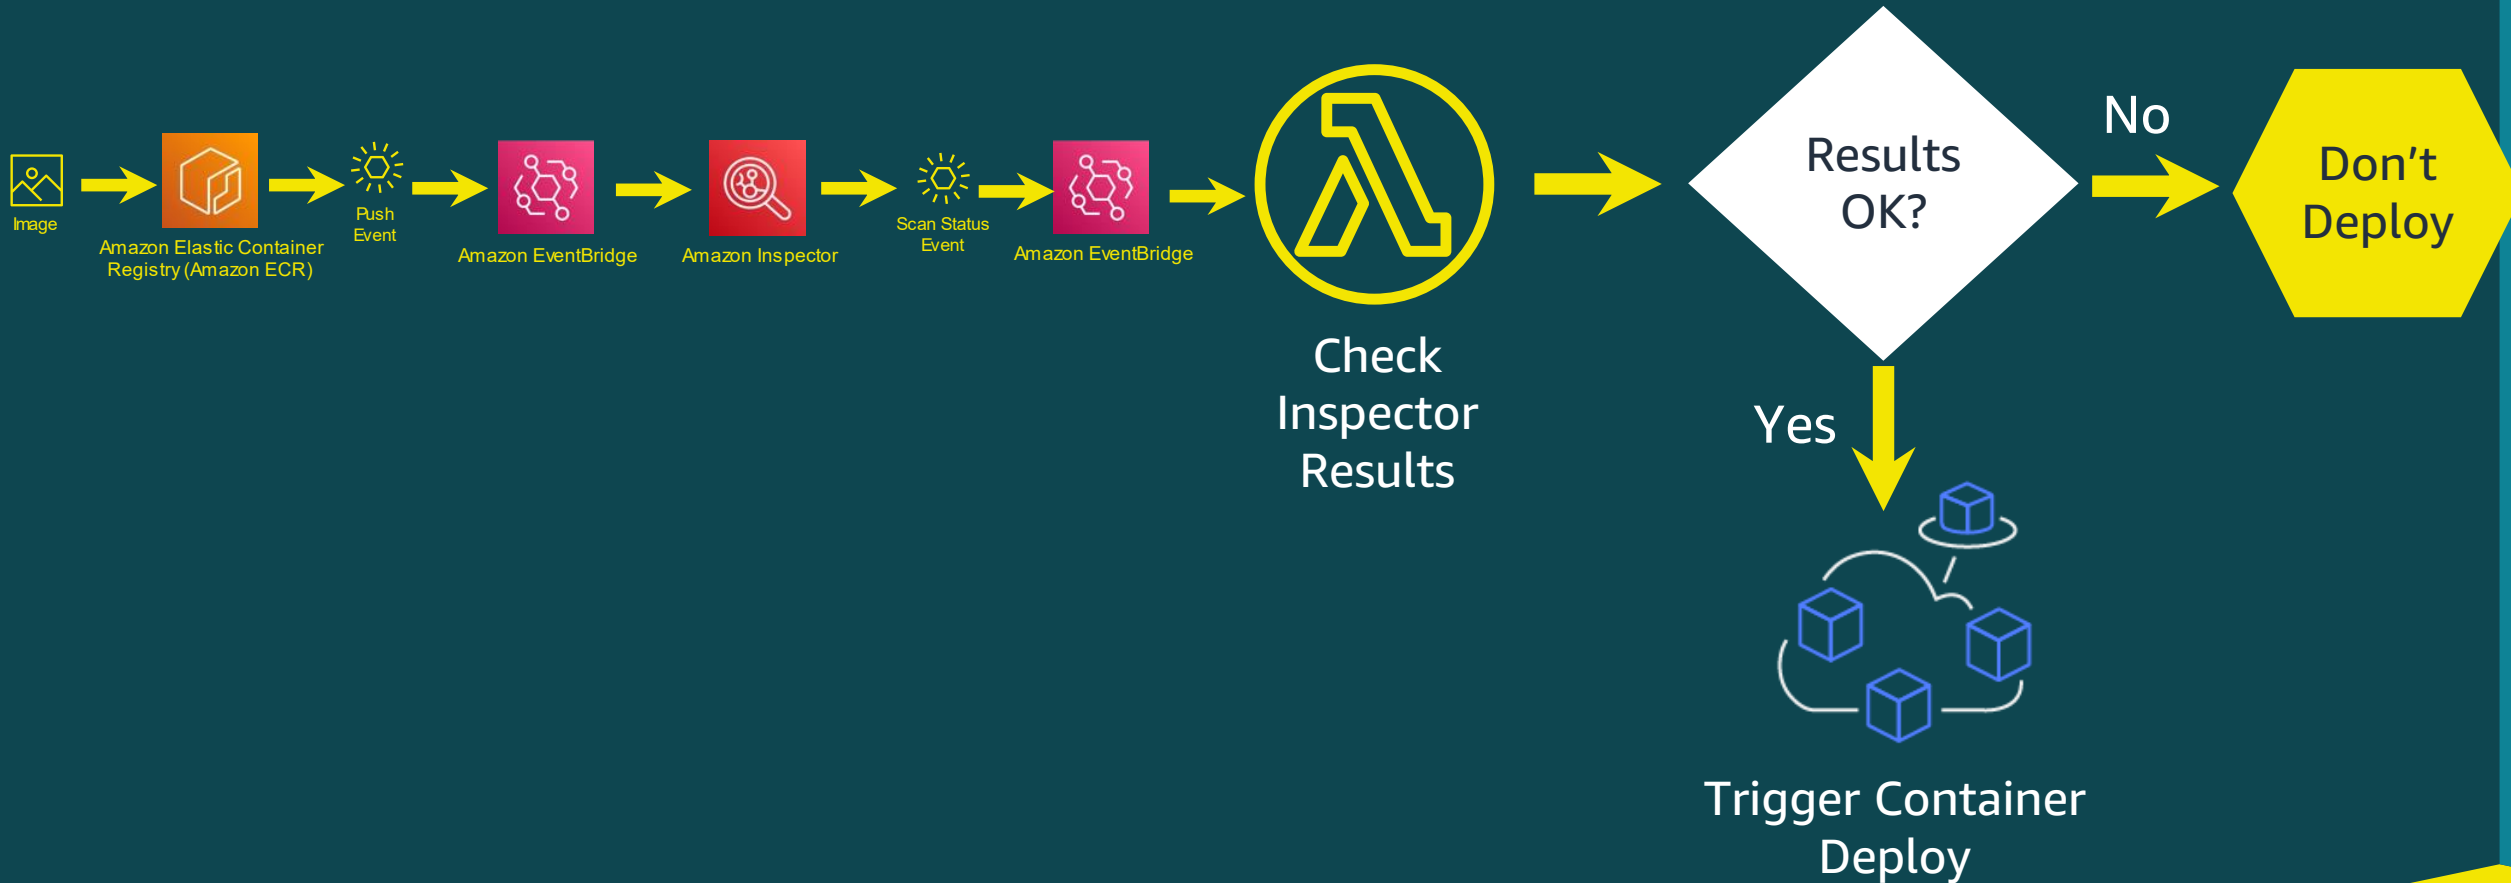 Image
Amazon Elastic Container
Registry (Amazon ECR)
Push
Event
Amazon EventBridge
Amazon Inspector
Scan Status
Event
Amazon EventBridge
Check
Inspector
Results
Results
OK?
No
Don't
Deploy
Yes
Trigger Container
Deploy